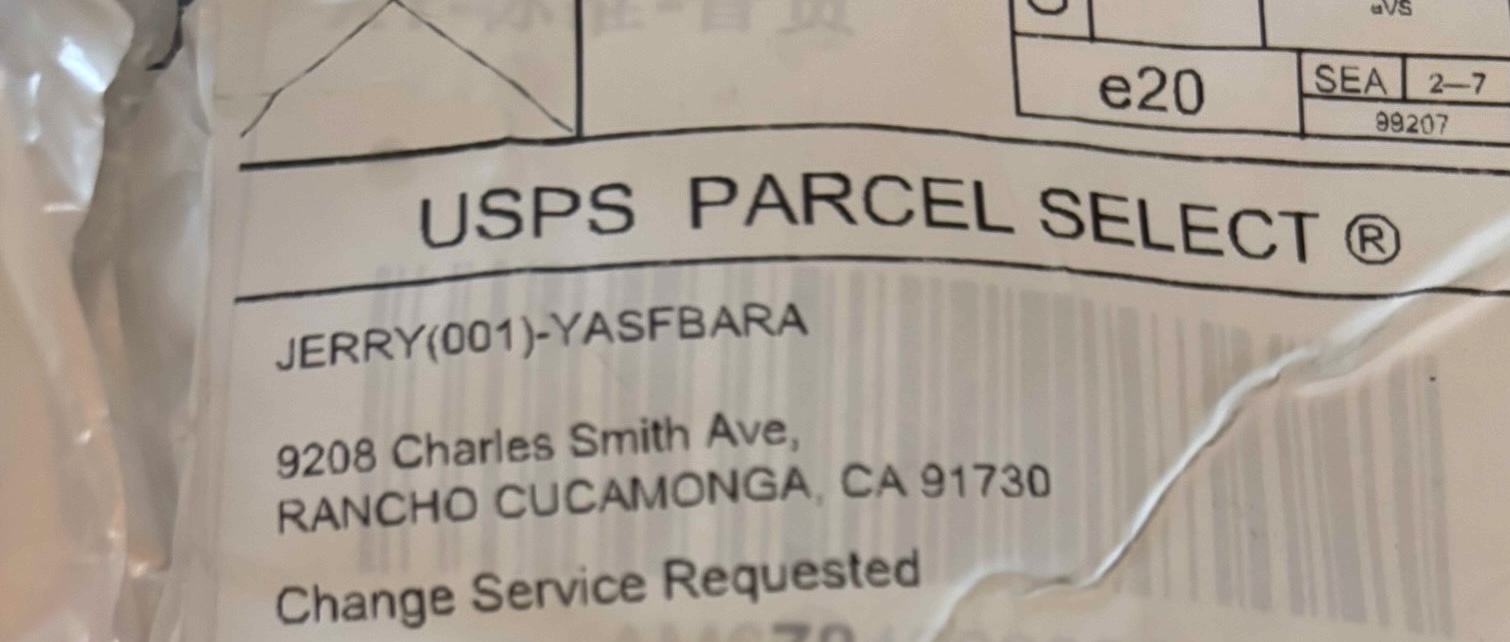 e20
SEA
2—7
99207
USPS PARCEL SELECT ®
JERRY(001)-YASFBARA
9208 Charles Smith Ave,
RANCHO CUCAMONGA, CA 91730
Change Service Requested